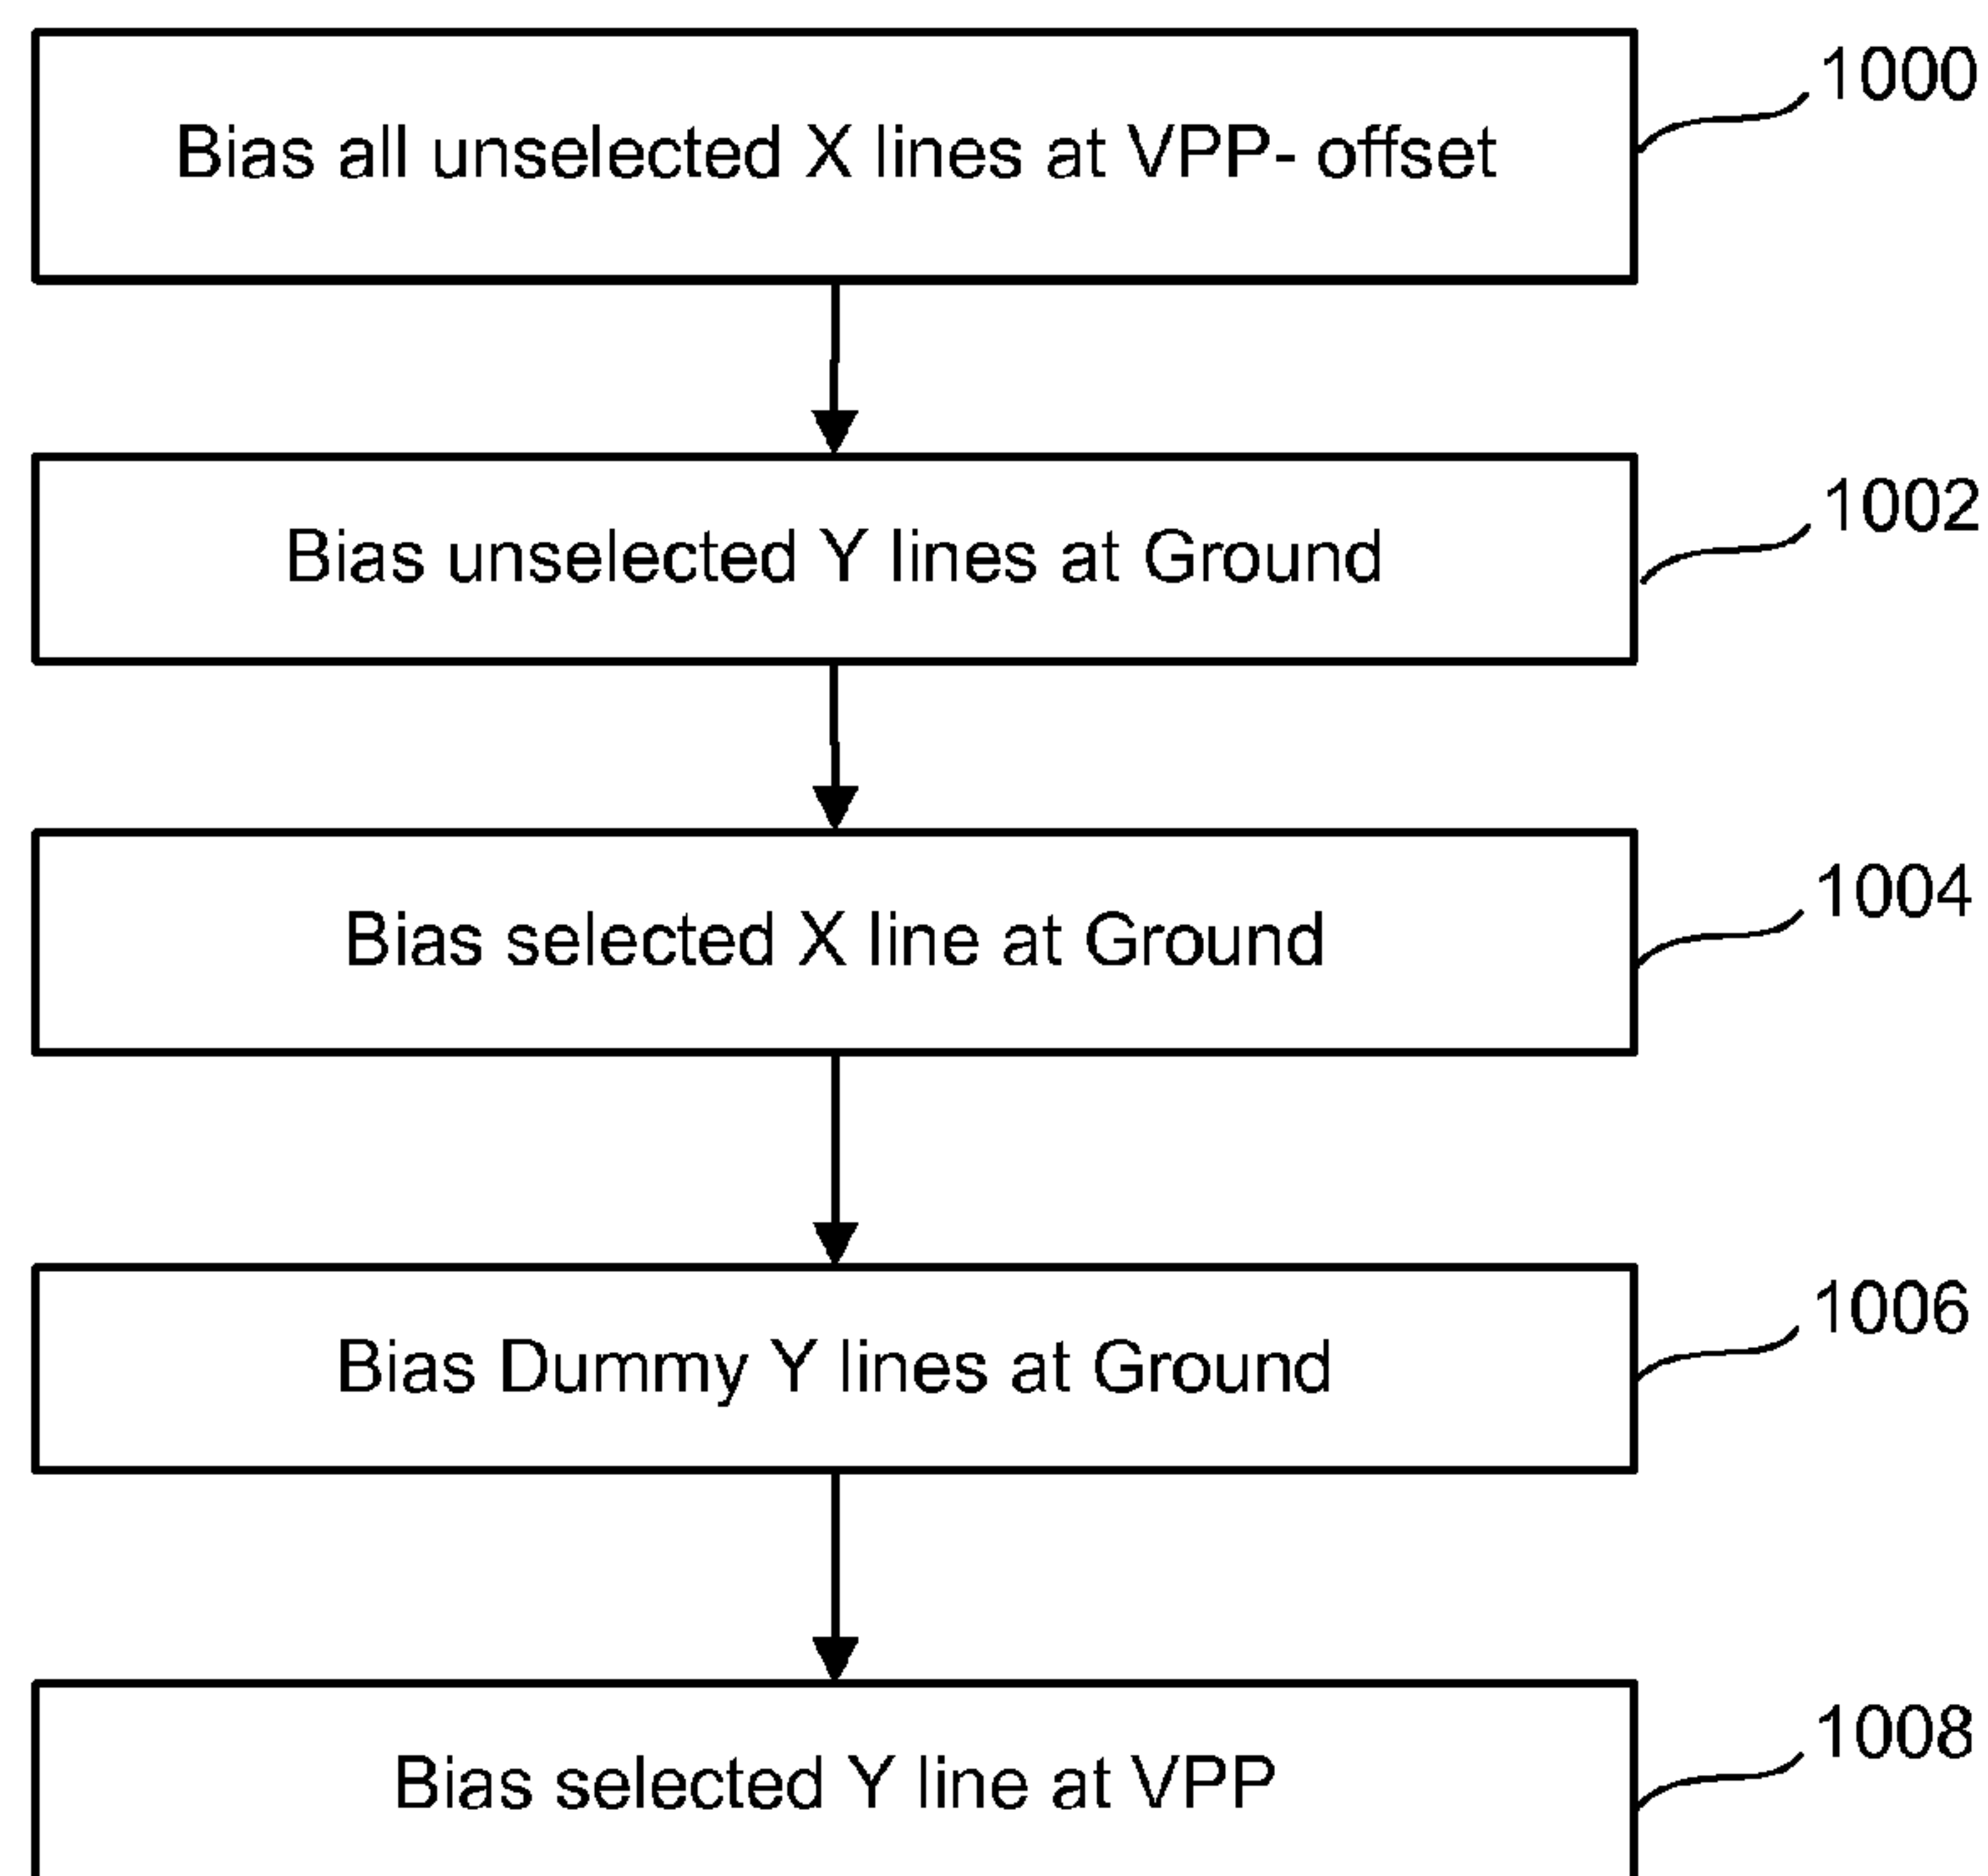 Bias all unselected X lines at VPP- offset
1000
Bias unselected Y lines at Ground
1002
Bias selected X line at Ground
1004
Bias Dummy Y lines at Ground
1006
Bias selected Y line at VPP
1008